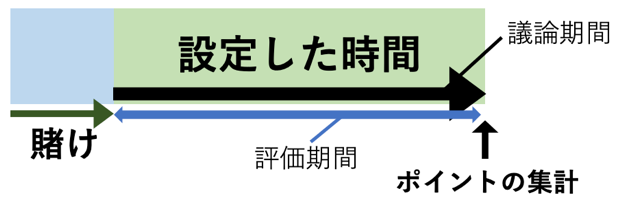 設定した時間
議論期間
賭け
評価期間
ポイントの集計